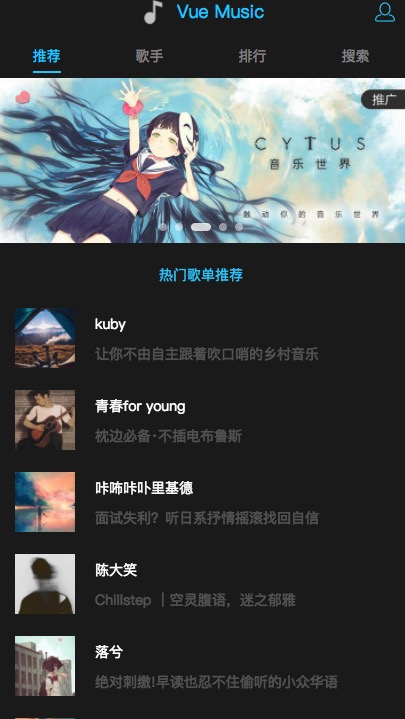 Vue Music
推荐
歌手
排行
搜索
推广
CYTUS
音乐世界
触动你的音乐世界
热门歌单推荐
kuby
让你不由自主跟着吹口哨的乡村音乐
青春for young
枕边必备·不插电布鲁斯
咔咘咔卟里基德
面试失利？听日系抒情摇滚找回自信
陈大笑
Chillstep ｜空灵腹语，迷之郁雅
落兮
绝对刺缴!早读也忍不住偷听的小众华语